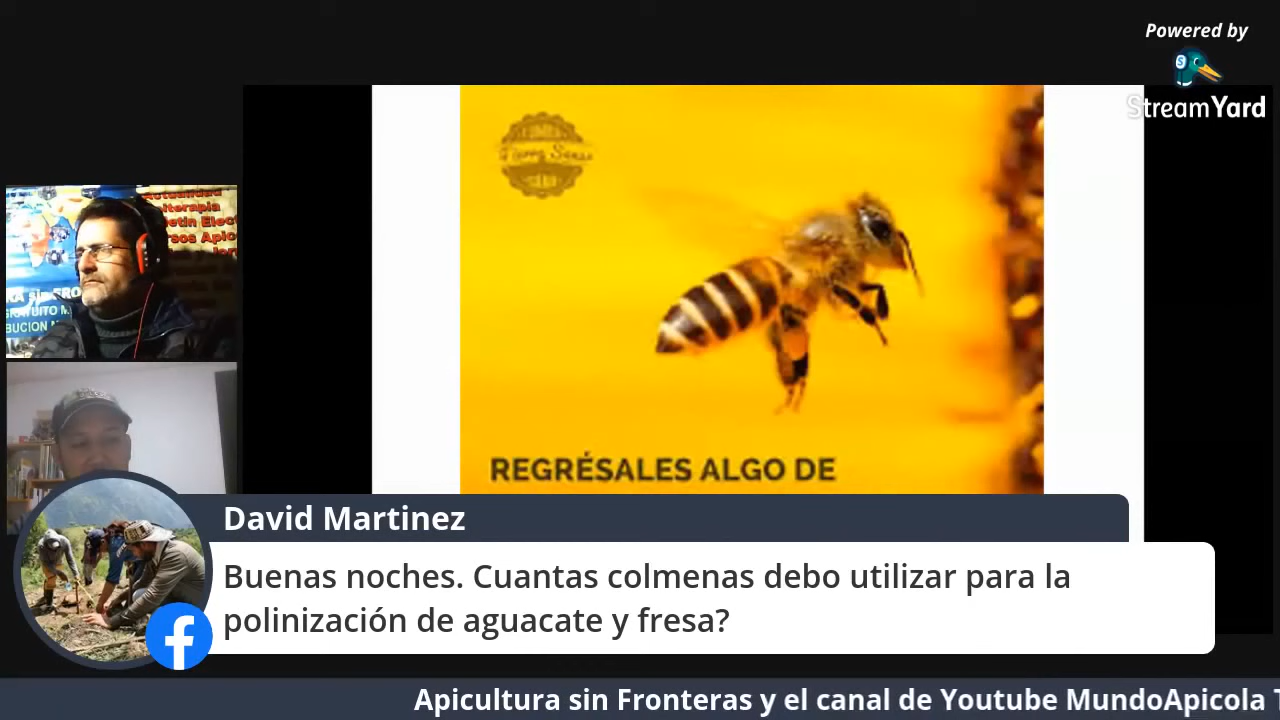 Powered by
StreamYard
REGRÉSALES ALGO DE
David Martinez
Buenas noches. Cuantas colmenas debo utilizar para la
polinización de aguacate y fresa?
Apicultura sin Fronteras y el canal de Youtube MundoApicola